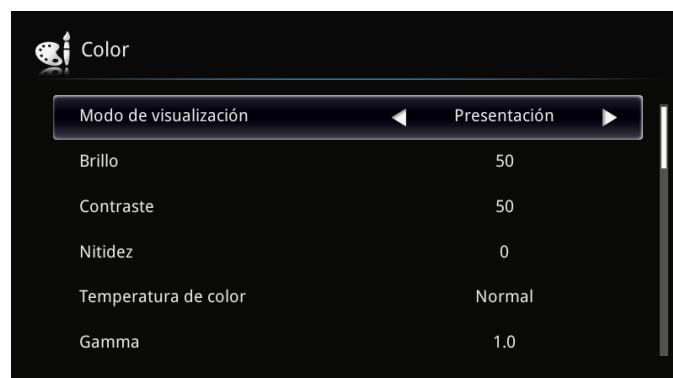 Color
Modo de visualización Presentación
Brillo 50
Contraste 50
Nitidez 0
Temperatura de color Normal
Gamma 1.0